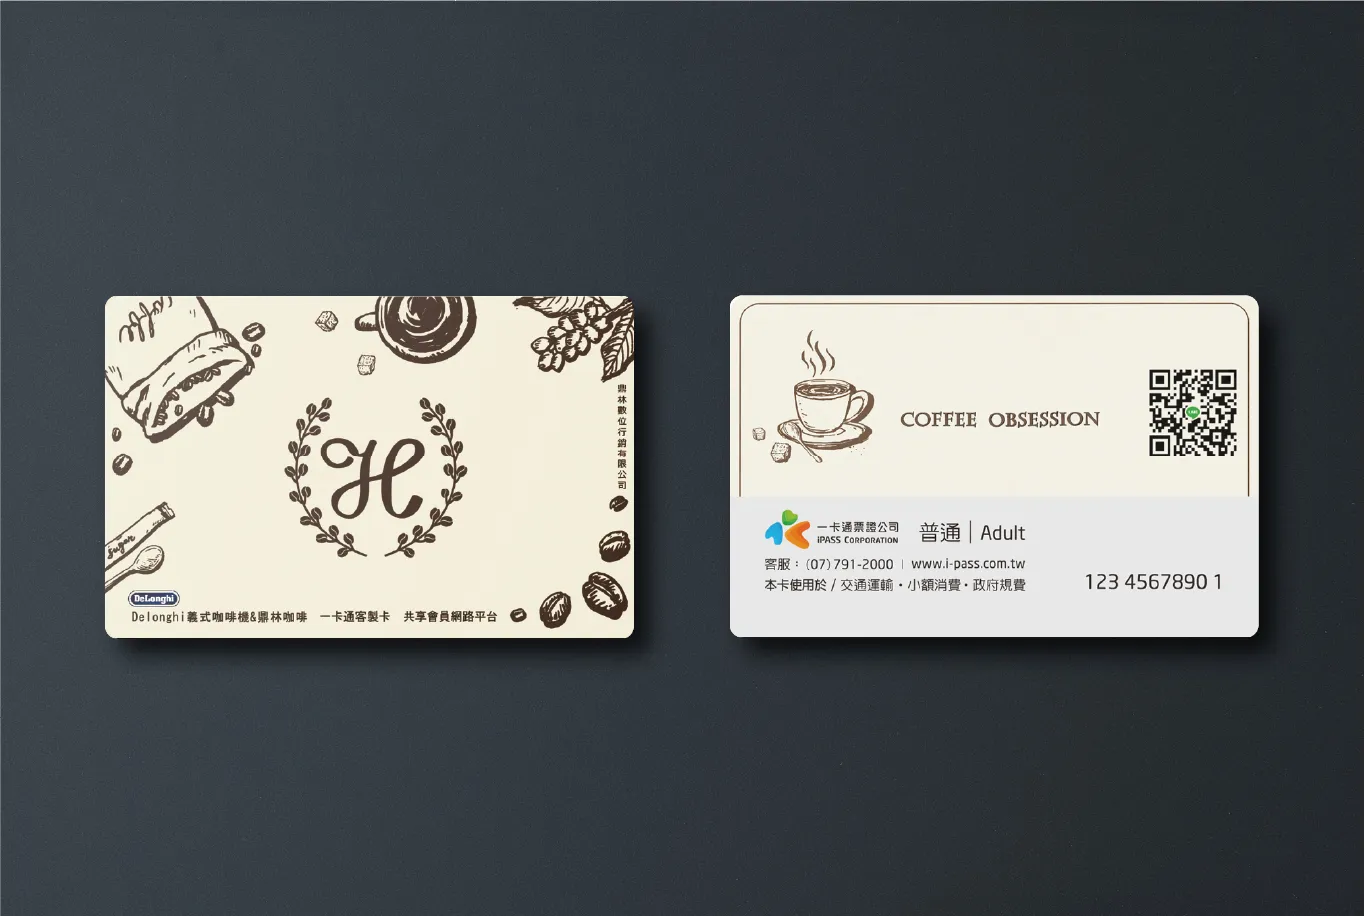 Caffe
鼎林數位行銷有限公司
H
sugar
DeLonghi
Delonghi義式咖啡機&鼎林咖啡 一卡通客製卡 共享會員網路平台
COFFEE OBSESSION
LINE
一卡通票證公司
iPASS CORPORATION
普通 | Adult
客服：(07)791-2000 | www.i-pass.com.tw
本卡使用於 / 交通運輸・小額消費・政府規費
123 4567890 1